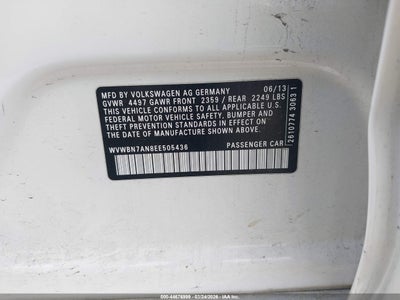 MFD BY VOLKSWAGEN AG GERMANY 06/13
GVWR 4497 GAWR FRONT 2359 / REAR 2249 LBS
THIS VEHICLE CONFORMS TO ALL APPLICABLE U.S.
FEDERAL MOTOR VEHICLE SAFETY, BUMPER AND
THEFT PREVENTION STANDARDS IN EFFECT ON
THE DATE OF MANUFACTURE SHOWN ABOVE.
WVWBN7AN8EE505436 PASSENGER CAR
2610774 3063 1